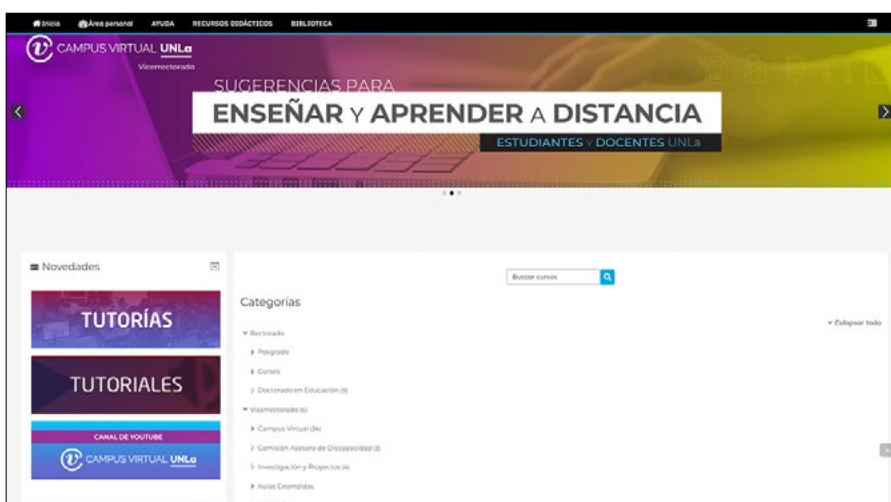 Inicio Área personal AYUDA RECURSOS DIDÁCTICOS BIBLIOTECA
CAMPUS VIRTUAL UNLa
Vicerrectorado
SUGERENCIAS PARA
ENSEÑAR Y APRENDER A DISTANCIA
ESTUDIANTES Y DOCENTES UNLa
Novedades
TUTORÍAS
TUTORIALES
CANAL DE YOUTUBE
CAMPUS VIRTUAL UNLa
Buscar cursos
Categorías
Colapsar todo
Rectorado
Posgrado
Cursos
Doctorado en Educación (9)
Vicerrectorado (6)
Campus Virtual (34)
Comisión Asesora de Discapacidad (3)
Investigación y Proyectos (4)
Aulas Extendidas